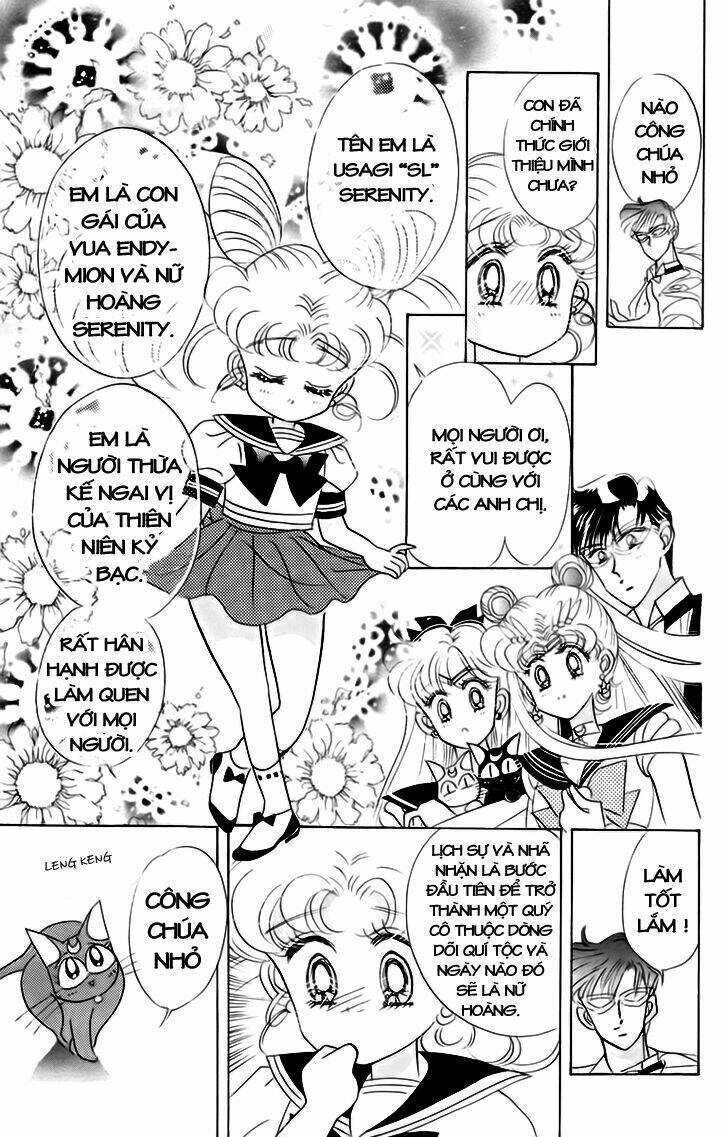 NÀO
CÔNG
CHÚA
NHỎ
CON ĐÃ
CHÍNH
THỨC GIỚI
THIỆU MÌNH
CHƯA?
TÊN EM LÀ
USAGI “SL”
SERENITY.
EM LÀ CON
GÁI CỦA
VUA ENDY-
MION VÀ NỮ
HOÀNG
SERENITY.
EM LÀ
NGƯỜI THỪA
KẾ NGAI VỊ
CỦA THIÊN
NIÊN KỶ
BẠC.
RẤT HÂN
HẠNH ĐƯỢC
LÀM QUEN
VỚI MỌI
NGƯỜI.
MỌI NGƯỜI ƠI,
RẤT VUI ĐƯỢC
Ở CÙNG VỚI
CÁC ANH CHỊ.
LÀM
TỐT
LẮM !
LỊCH SỰ VÀ NHÃ
NHẶN LÀ BƯỚC
ĐẦU TIÊN ĐỂ TRỞ
THÀNH MỘT QUÝ
CÔ THUỘC DÒNG
DÕI QUÍ TỘC VÀ
NGÀY NÀO ĐÓ
SẼ LÀ NỮ
HOÀNG.
CÔNG
CHÚA
NHỎ
LENG KENG